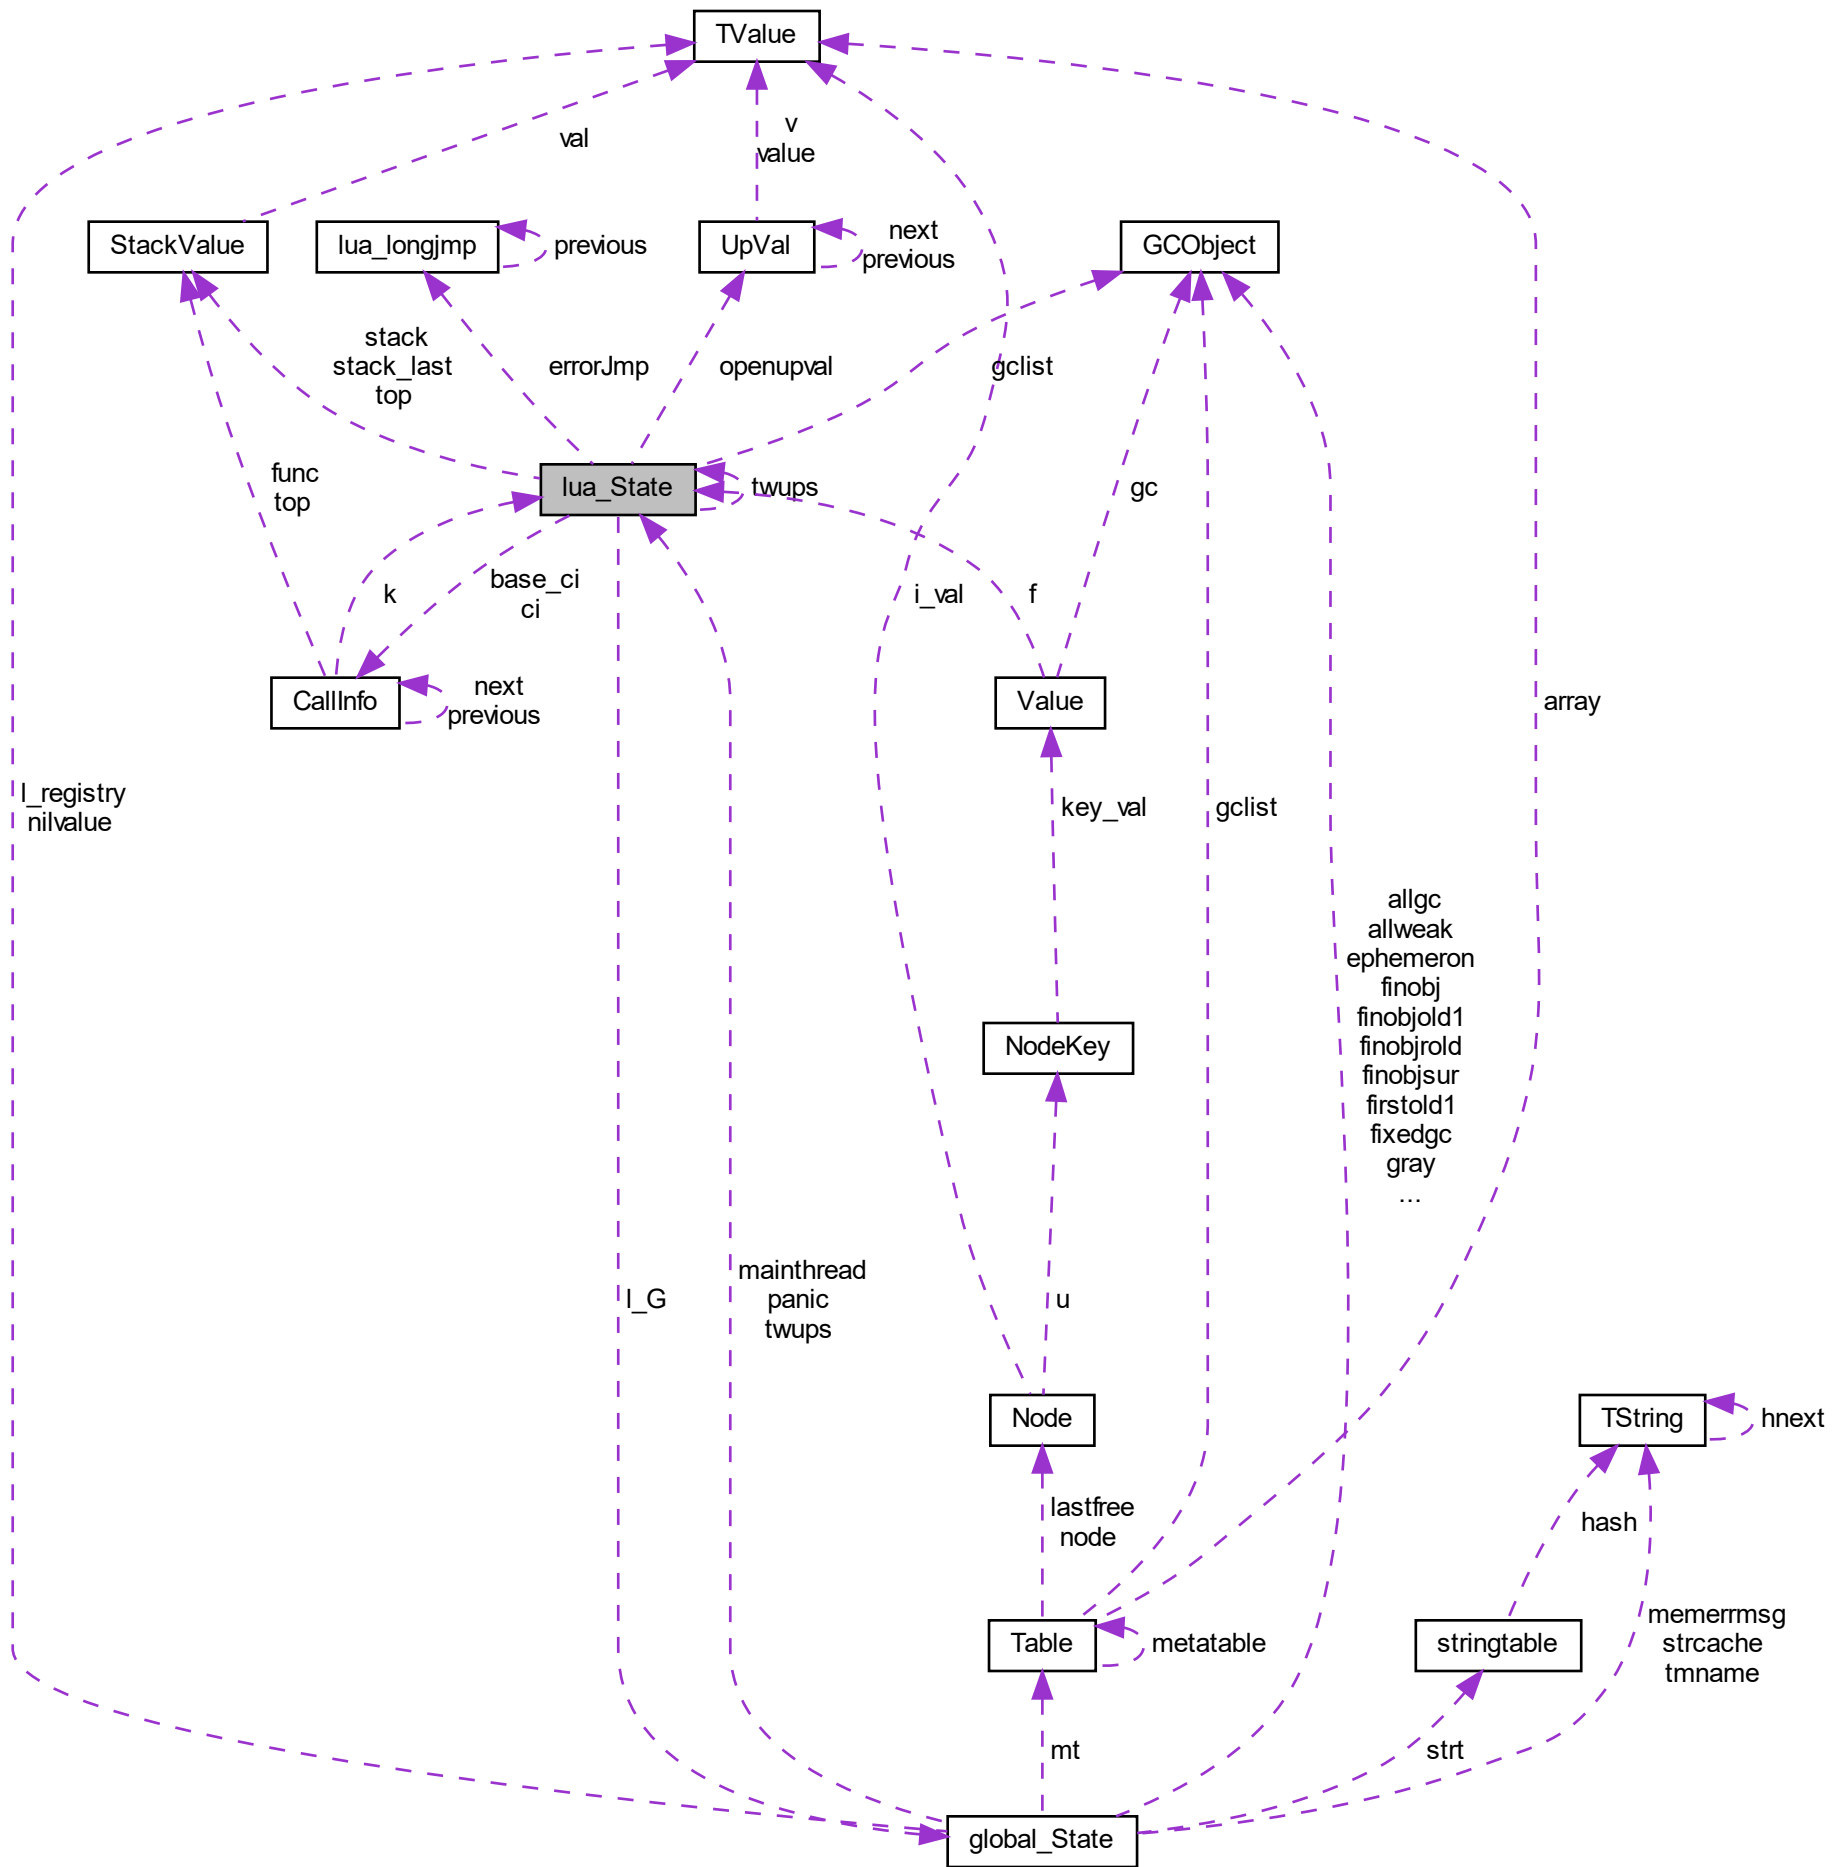 TValue
val
v
value
StackValue
lua_longjmp
previous
UpVal
next
previous
GCObject
stack
stack_last
top
errorJmp
openupval
gclist
func
top
lua_State
twups
gc
k
base_ci
ci
i_val
f
CallInfo
next
previous
Value
array
l_registry
nilvalue
key_val
gclist
allgc
allweak
ephemeron
finobj
finobjold1
finobjrold
finobjsur
firstold1
fixedgc
gray
...
NodeKey
l_G
mainthread
panic
twups
u
Node
TString
hnext
lastfree
node
hash
Table
metatable
stringtable
memerrmsg
strcache
tmname
mt
strt
global_State